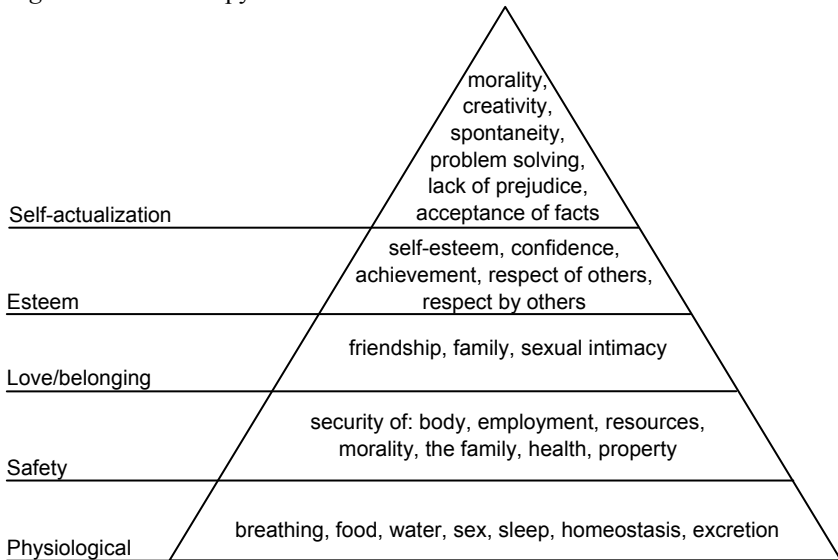 morality,
creativity,
spontaneity,
problem solving,
lack of prejudice,
acceptance of facts
Self-actualization
self-esteem, confidence,
achievement, respect of others,
respect by others
Esteem
friendship, family, sexual intimacy
Love/belonging
security of: body, employment, resources,
morality, the family, health, property
Safety
breathing, food, water, sex, sleep, homeostasis, excretion
Physiological